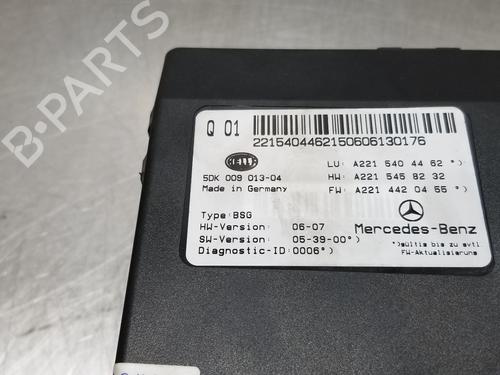 Q 01
2215404462150606130176
HELLA
LU: A221 540 44 62 *)
5DK 009 013-04
HW: A221 545 82 32
Made in Germany
FW: A221 442 04 55 *)
Type: BSG
HW-Version: 06-07
Mercedes-Benz
SW-Version: 05-39-00*)
*)gültig bis zu evtl
Diagnostic-ID:0006*)
FW-Aktualisierung